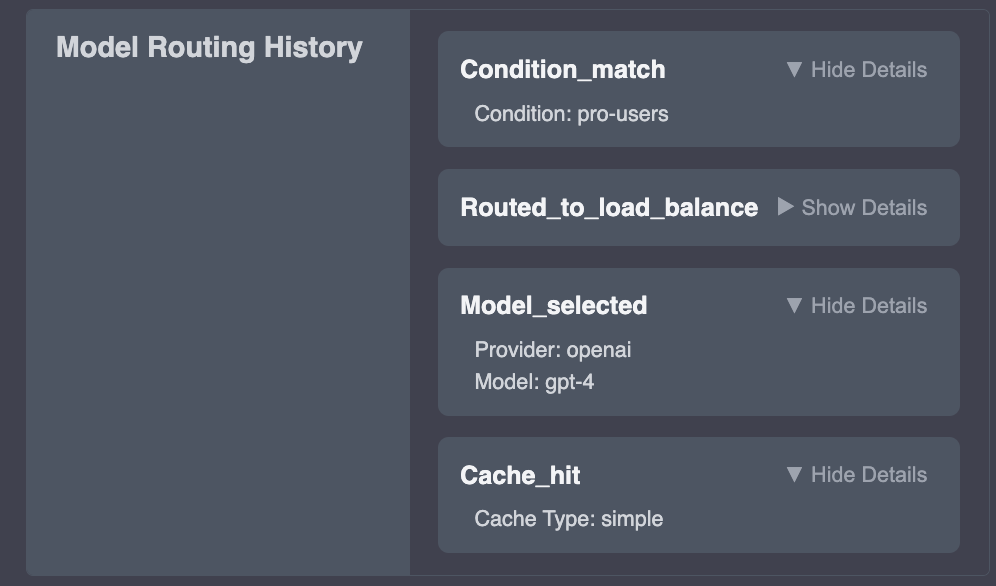 Model Routing History
Condition_match ▼ Hide Details
Condition: pro-users
Routed_to_load_balance ▶ Show Details
Model_selected ▼ Hide Details
Provider: openai
Model: gpt-4
Cache_hit ▼ Hide Details
Cache Type: simple